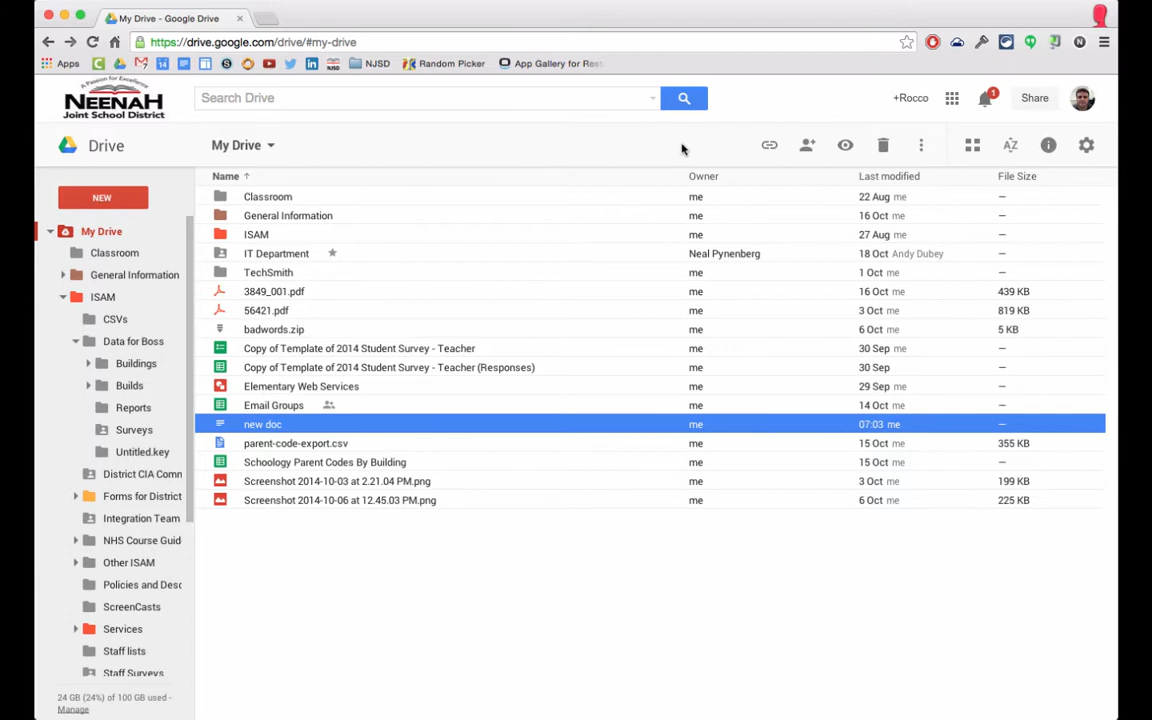 My Drive - Google Drive
https://drive.google.com/drive/#my-drive
Apps
NJSD
Random Picker
App Gallery for Res
A Passion for Excellence
NEENAH
Joint School District
Search Drive
+Rocco
1
Share
Drive
My Drive
Name
Owner
Last modified
File Size
NEW
My Drive
Classroom
General Information
ISAM
CSVs
Data for Boss
Buildings
Builds
Reports
Surveys
Untitled.key
District CIA Comn
Forms for District
Integration Team
NHS Course Guid
Other ISAM
Policies and Desc
ScreenCasts
Services
Staff lists
Staff Surveys
24 GB (24%) of 100 GB used -
Manage
Classroom me 22 Aug me —
General Information me 16 Oct me —
ISAM me 27 Aug me —
IT Department Neal Pynenberg 18 Oct Andy Dubey —
TechSmith me 1 Oct me —
3849_001.pdf me 16 Oct me 439 KB
56421.pdf me 3 Oct me 819 KB
badwords.zip me 6 Oct me 5 KB
Copy of Template of 2014 Student Survey - Teacher me 30 Sep me —
Copy of Template of 2014 Student Survey - Teacher (Responses) me 30 Sep —
Elementary Web Services me 29 Sep me —
Email Groups me 14 Oct me —
new doc me 07:03 me —
parent-code-export.csv me 15 Oct me 355 KB
Schoology Parent Codes By Building me 15 Oct me —
Screenshot 2014-10-03 at 2.21.04 PM.png me 3 Oct me 199 KB
Screenshot 2014-10-06 at 12.45.03 PM.png me 6 Oct me 225 KB